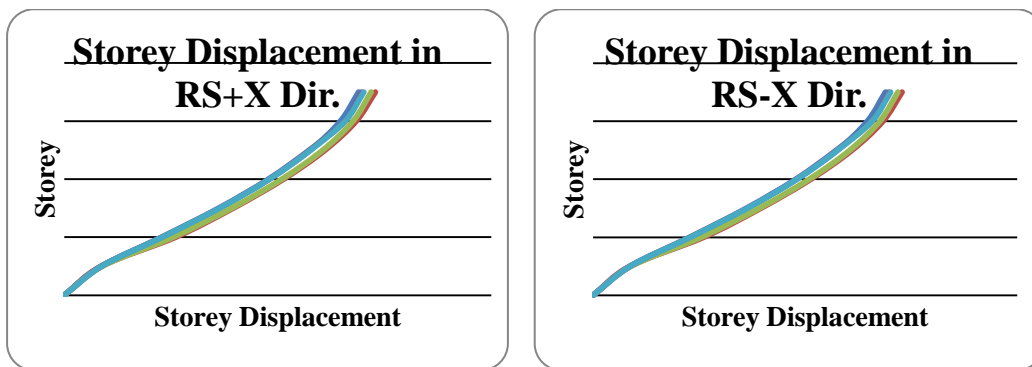 Storey Displacement in
RS+X Dir.
Storey
Storey Displacement
Storey Displacement in
RS-X Dir.
Storey
Storey Displacement